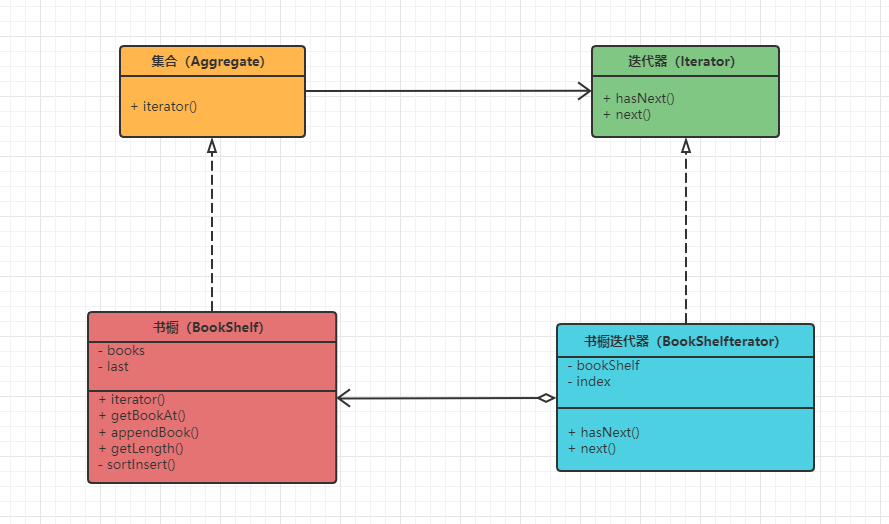 集合（Aggregate）
+ iterator()
迭代器（Iterator）
+ hasNext()
+ next()
书橱（BookShelf）
- books
- last
+ iterator()
+ getBookAt()
+ appendBook()
+ getLength()
- sortInsert()
书橱迭代器（BookShelfterator）
- bookShelf
- index
+ hasNext()
+ next()